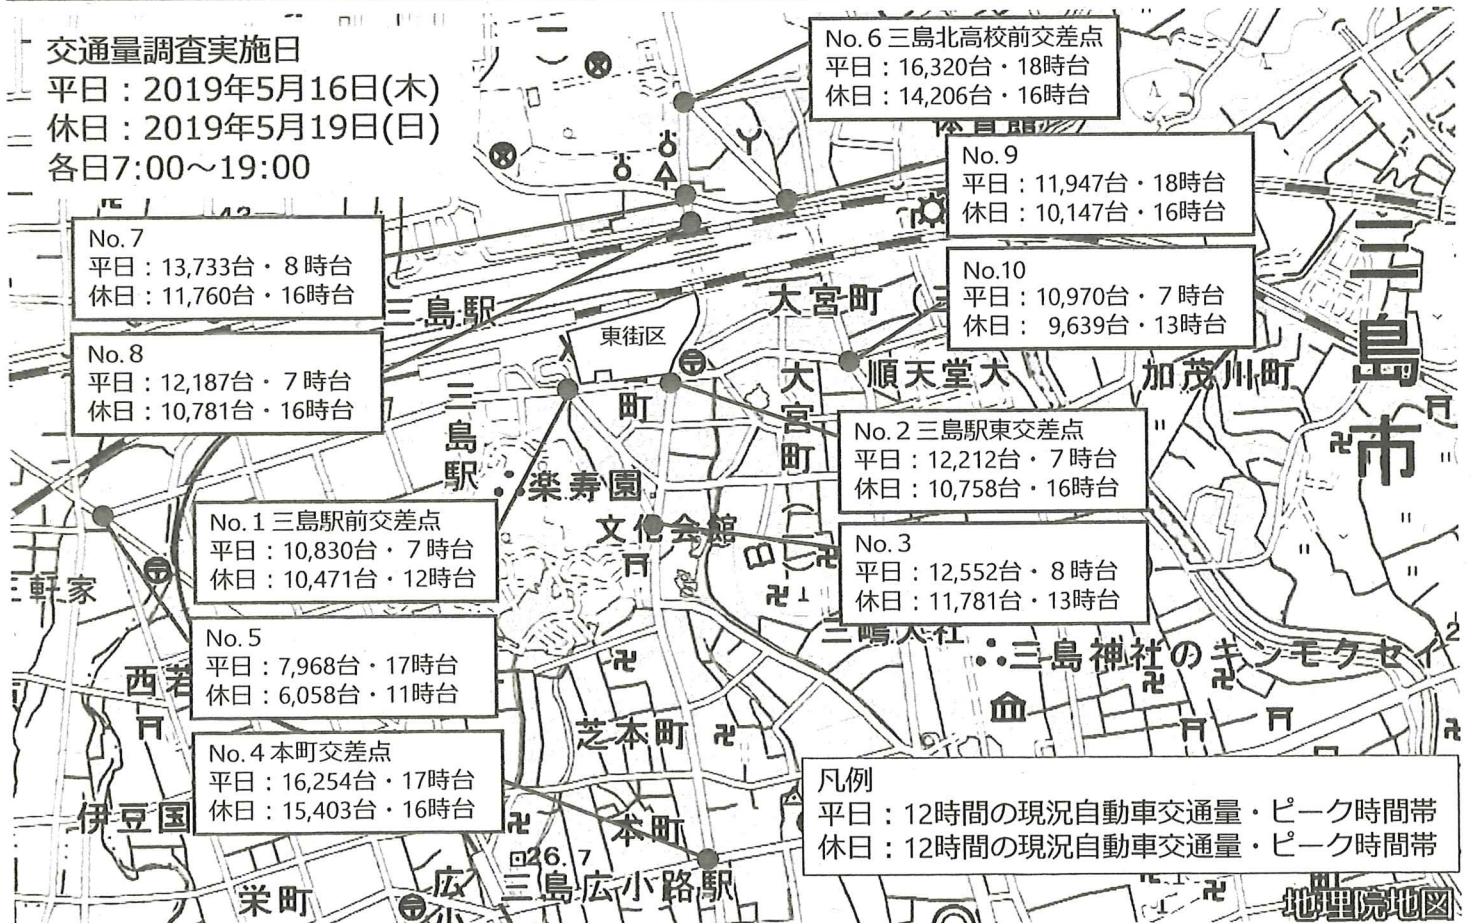 交通量調査実施日
平日：2019年5月16日(木)
休日：2019年5月19日(日)
各日7:00～19:00
No.6 三島北高校前交差点
平日：16,320台・18時台
休日：14,206台・16時台
No.9
平日：11,947台・18時台
休日：10,147台・16時台
No.7
平日：13,733台・8時台
休日：11,760台・16時台
No.10
平日：10,970台・7時台
休日： 9,639台・13時台
三島駅
大宮町
東街区
No.8
平日：12,187台・7時台
休日：10,781台・16時台
三島市
順天堂大
加茂川町
町
大宮町
三島駅
No.2 三島駅東交差点
平日：12,212台・7時台
休日：10,758台・16時台
楽寿園
文化会館
No.1 三島駅前交差点
平日：10,830台・7時台
休日：10,471台・12時台
No.3
平日：12,552台・8時台
休日：11,781台・13時台
三軒家
三嶋大社
三島神社のキンモクセイ
No.5
平日：7,968台・17時台
休日：6,058台・11時台
西若
芝本町
No.4 本町交差点
平日：16,254台・17時台
休日：15,403台・16時台
伊豆国
本町
凡例
平日：12時間の現況自動車交通量・ピーク時間帯
休日：12時間の現況自動車交通量・ピーク時間帯
26.7
三島広小路駅
栄町
広小
地理院地図